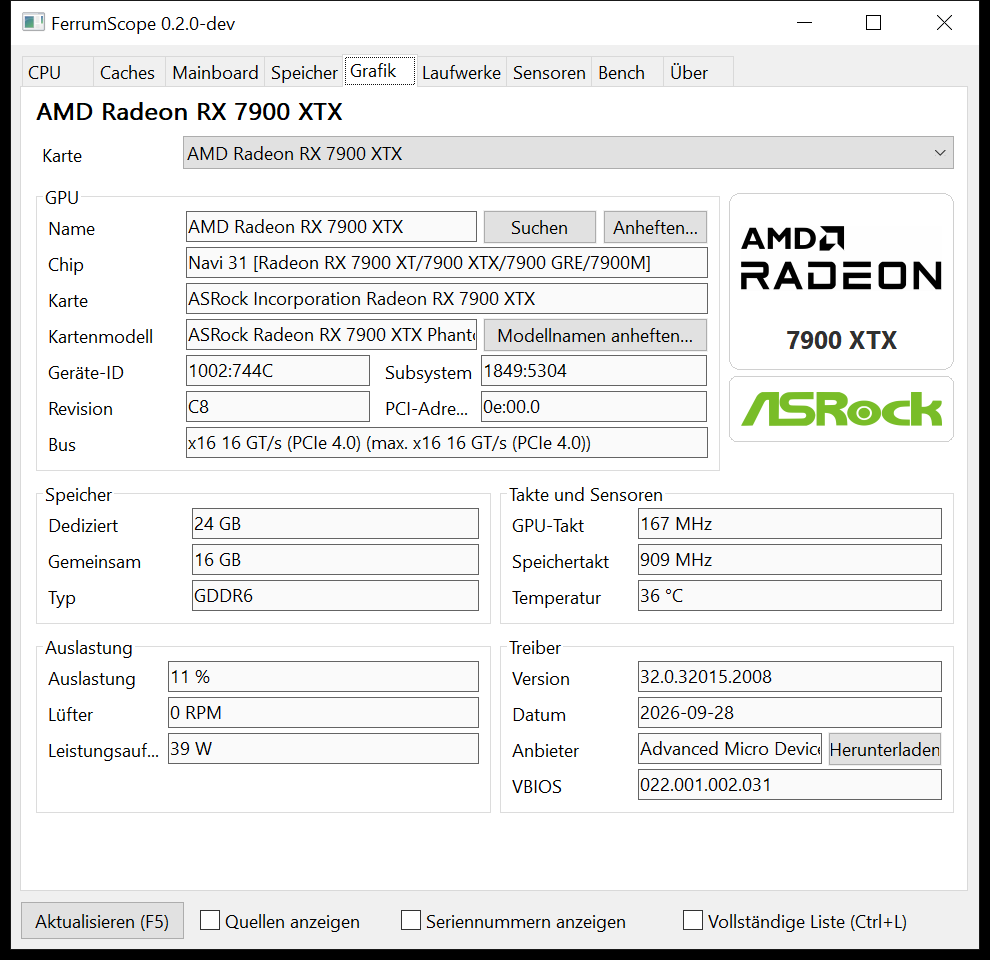 FerrumScope 0.2.0-dev
CPU Caches Mainboard Speicher Grafik Laufwerke Sensoren Bench Über
AMD Radeon RX 7900 XTX
Karte AMD Radeon RX 7900 XTX
GPU
Name AMD Radeon RX 7900 XTX Suchen Anheften...
Chip Navi 31 [Radeon RX 7900 XT/7900 XTX/7900 GRE/7900M]
Karte ASRock Incorporation Radeon RX 7900 XTX
Kartenmodell ASRock Radeon RX 7900 XTX Phant Modellnamen anheften...
Geräte-ID 1002:744C Subsystem 1849:5304
Revision C8 PCI-Adre... 0e:00.0
Bus x16 16 GT/s (PCIe 4.0) (max. x16 16 GT/s (PCIe 4.0))
AMD
RADEON
7900 XTX
ASRock
Speicher
Dediziert 24 GB
Gemeinsam 16 GB
Typ GDDR6
Takte und Sensoren
GPU-Takt 167 MHz
Speichertakt 909 MHz
Temperatur 36 °C
Auslastung
Auslastung 11 %
Lüfter 0 RPM
Leistungsauf... 39 W
Treiber
Version 32.0.32015.2008
Datum 2026-09-28
Anbieter Advanced Micro Device Herunterladen
VBIOS 022.001.002.031
Aktualisieren (F5) Quellen anzeigen Seriennummern anzeigen Vollständige Liste (Ctrl+L)